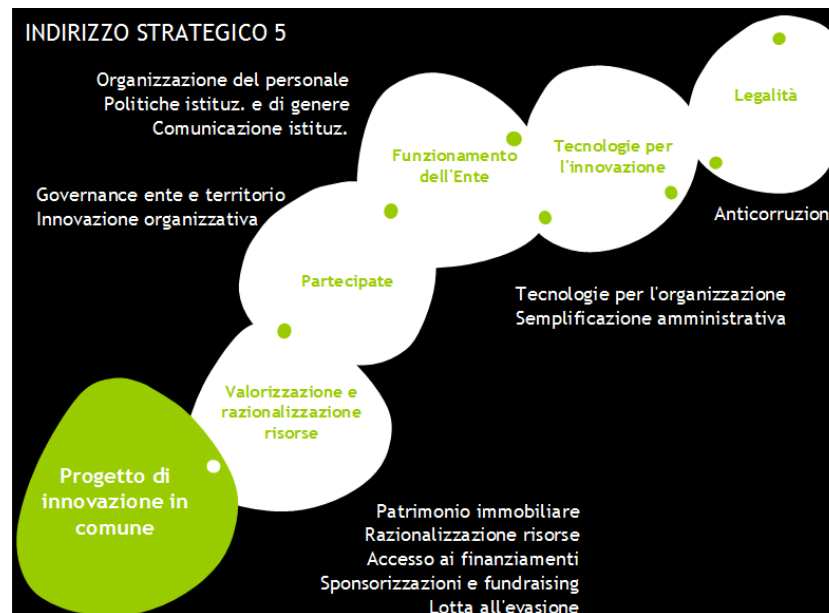 INDIRIZZO STRATEGICO 5
Organizzazione del personale
Politiche istituz. e di genere
Comunicazione istituz.
Legalità
Funzionamento
dell'Ente
Tecnologie per
l'innovazione
Governance ente e territorio
Innovazione organizzativa
Anticorruzion
Partecipate
Tecnologie per l'organizzazione
Semplificazione amministrativa
Valorizzazione e
razionalizzazione
risorse
Progetto di
innovazione in
comune
Patrimonio immobiliare
Razionalizzazione risorse
Accesso ai finanziamenti
Sponsorizzazioni e fundraising
Lotta all'evasione